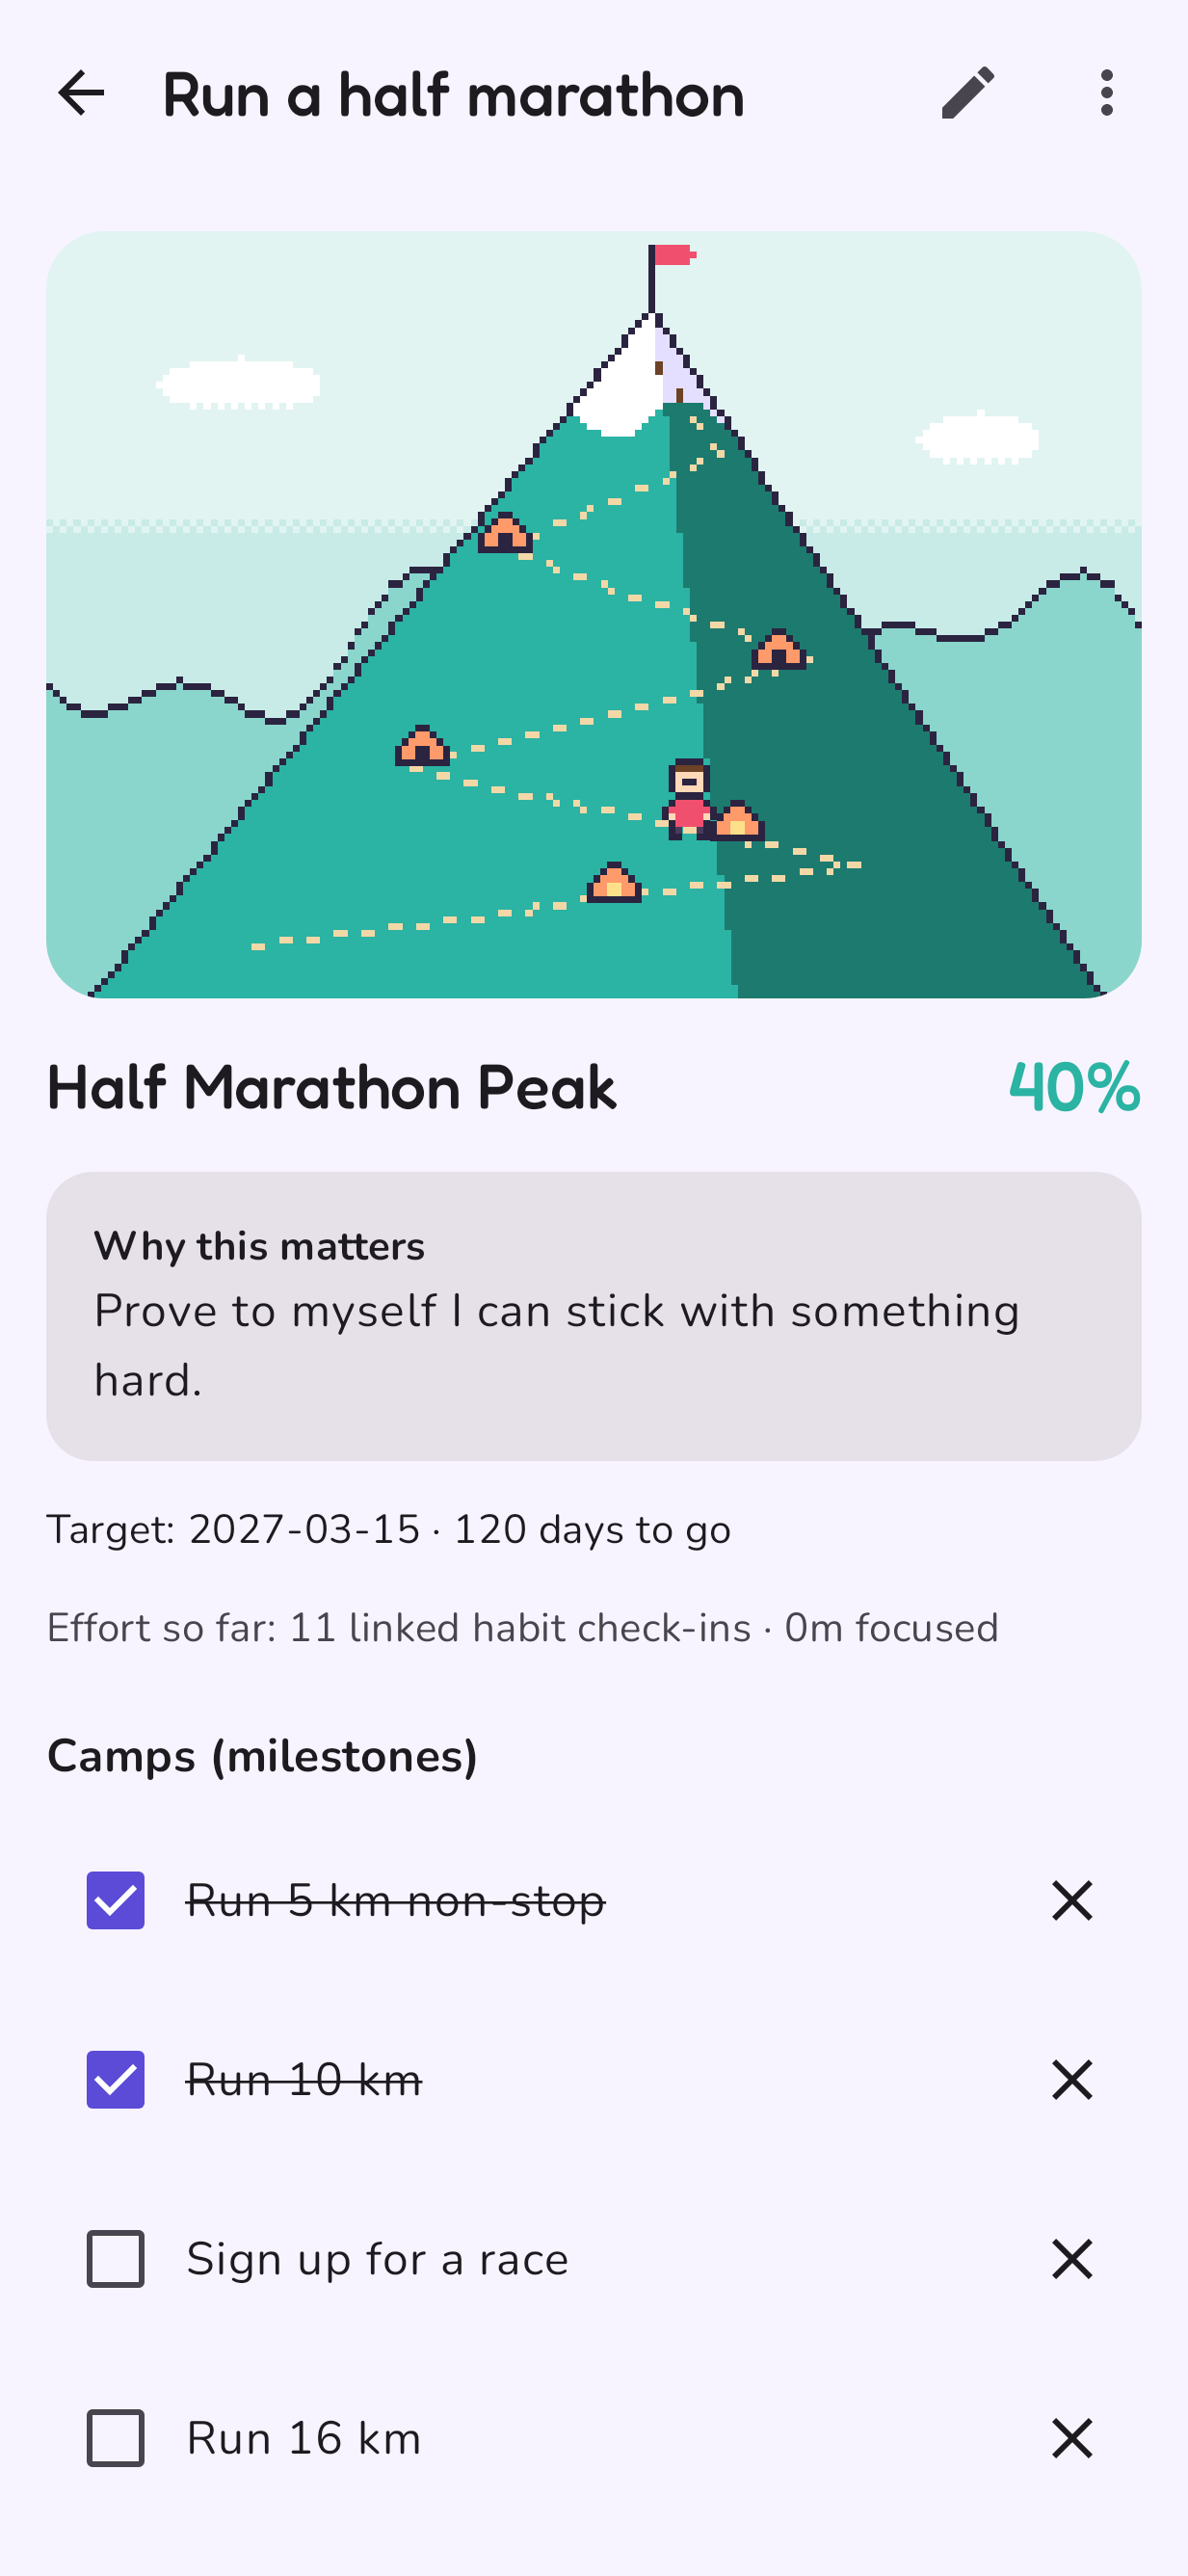 Run a half marathon
Half Marathon Peak
40%
Why this matters
Prove to myself I can stick with something
hard.
Target: 2027-03-15 · 120 days to go
Effort so far: 11 linked habit check-ins · 0m focused
Camps (milestones)
Run 5 km non-stop
Run 10 km
Sign up for a race
Run 16 km